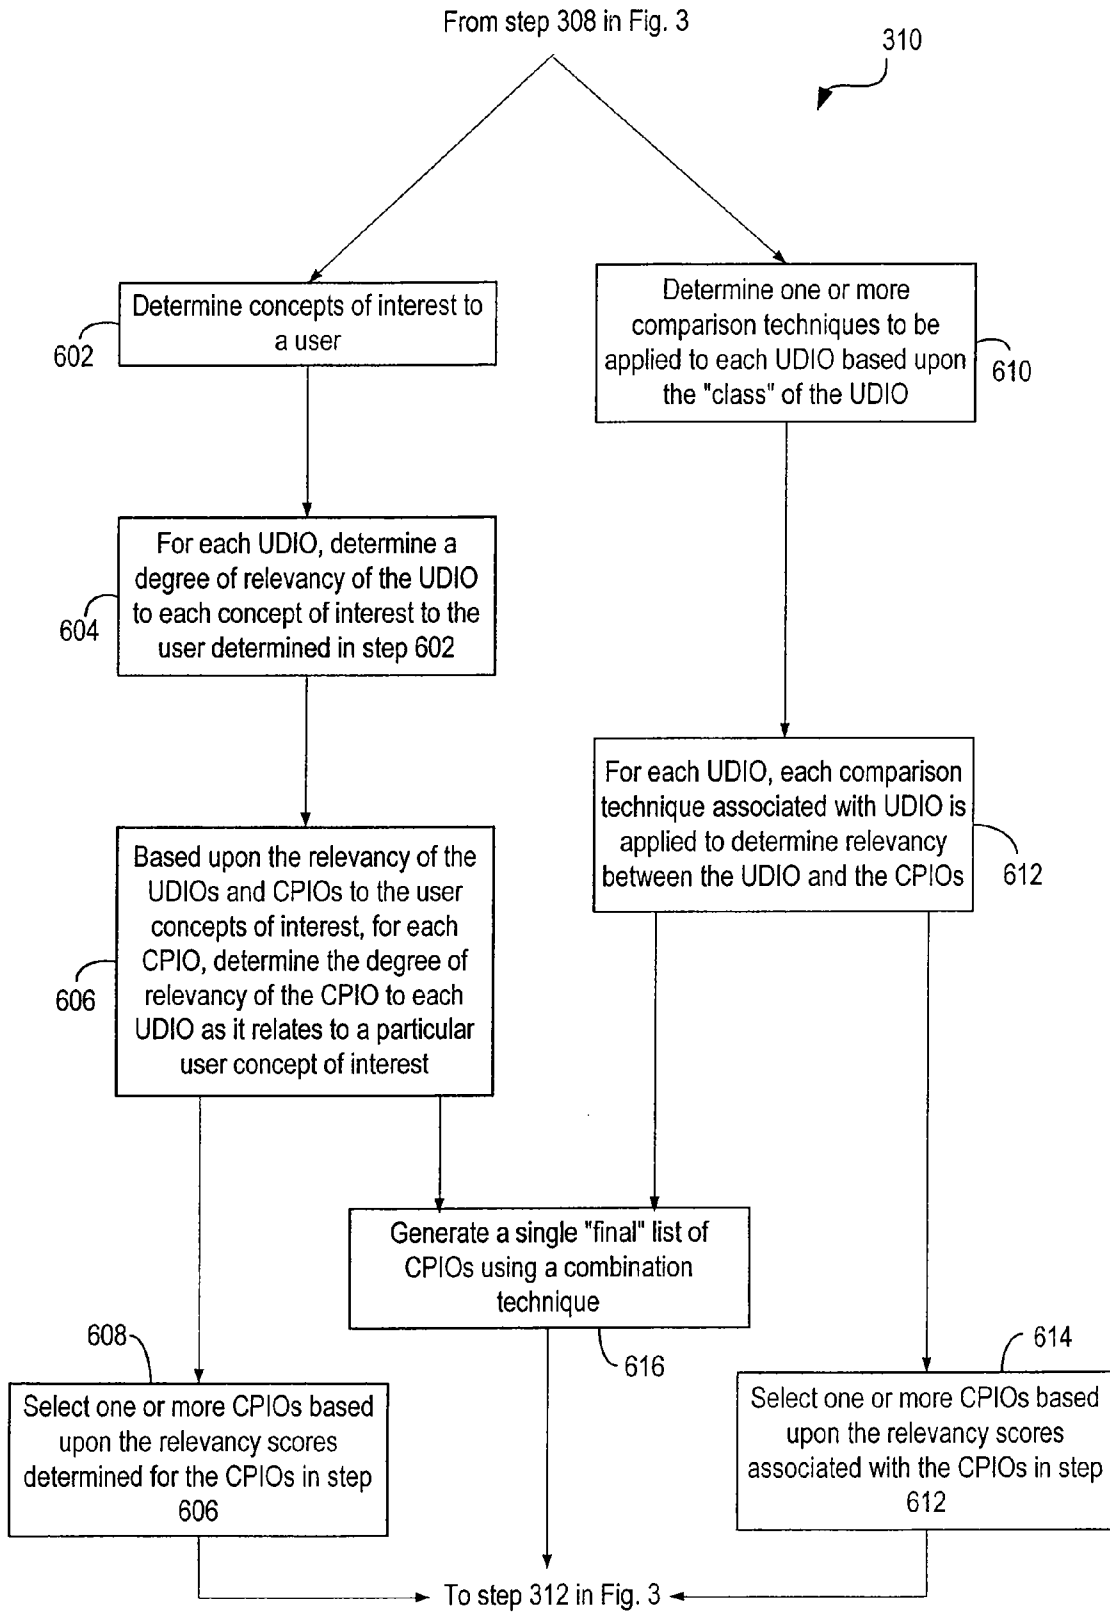 From step 308 in Fig. 3
310
Determine concepts of interest to
a user
602
Determine one or more
comparison techniques to be
applied to each UDIO based upon
the "class" of the UDIO
610
For each UDIO, determine a
degree of relevancy of the UDIO
to each concept of interest to the
user determined in step 602
604
For each UDIO, each comparison
technique associated with UDIO is
applied to determine relevancy
between the UDIO and the CPIOs
612
Based upon the relevancy of the
UDIOs and CPIOs to the user
concepts of interest, for each
CPIO, determine the degree of
relevancy of the CPIO to each
UDIO as it relates to a particular
user concept of interest
606
Generate a single "final" list of
CPIOs using a combination
technique
616
608
Select one or more CPIOs based
upon the relevancy scores
determined for the CPIOs in step
606
614
Select one or more CPIOs based
upon the relevancy scores
associated with the CPIOs in step
612
To step 312 in Fig. 3